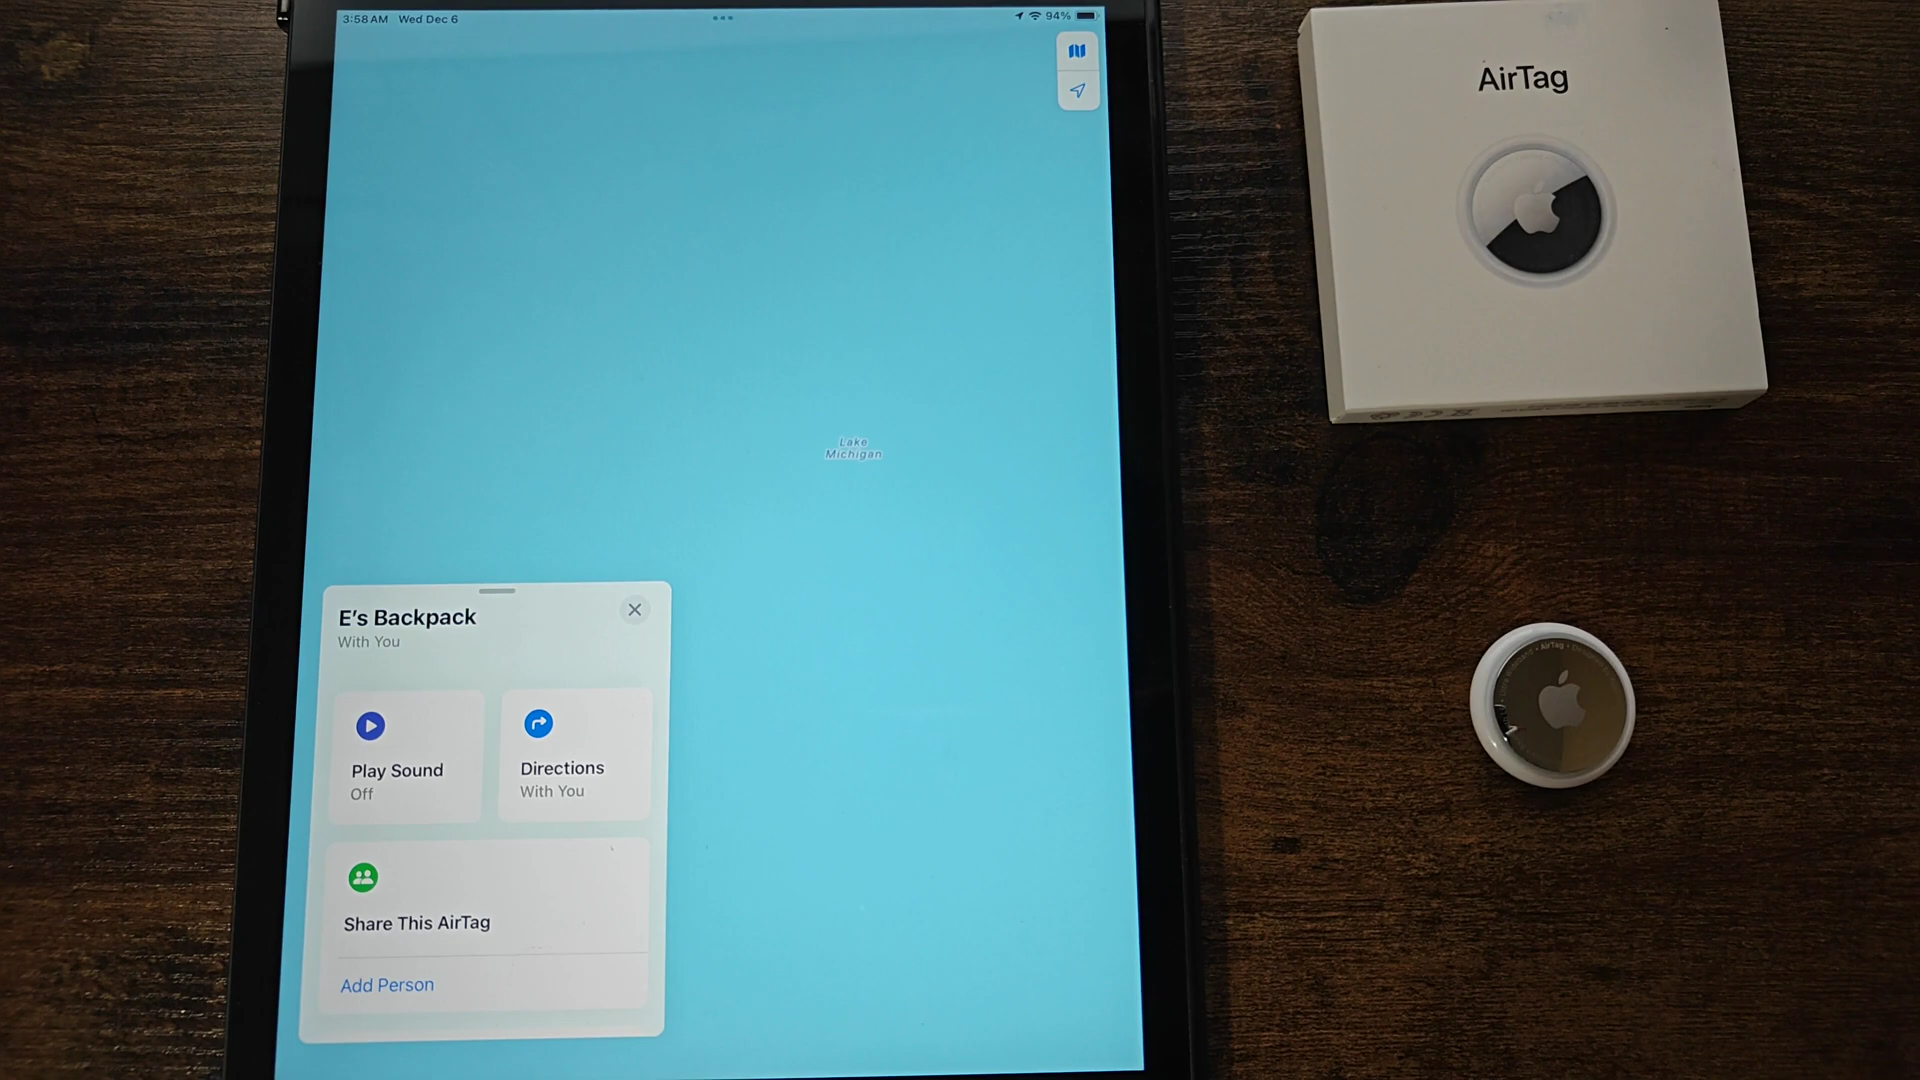 3:58 AM Wed Dec 6
94%
Lake
Michigan
E's Backpack
With You
Play Sound
Off
Directions
With You
Share This AirTag
Add Person
AirTag
AirTag